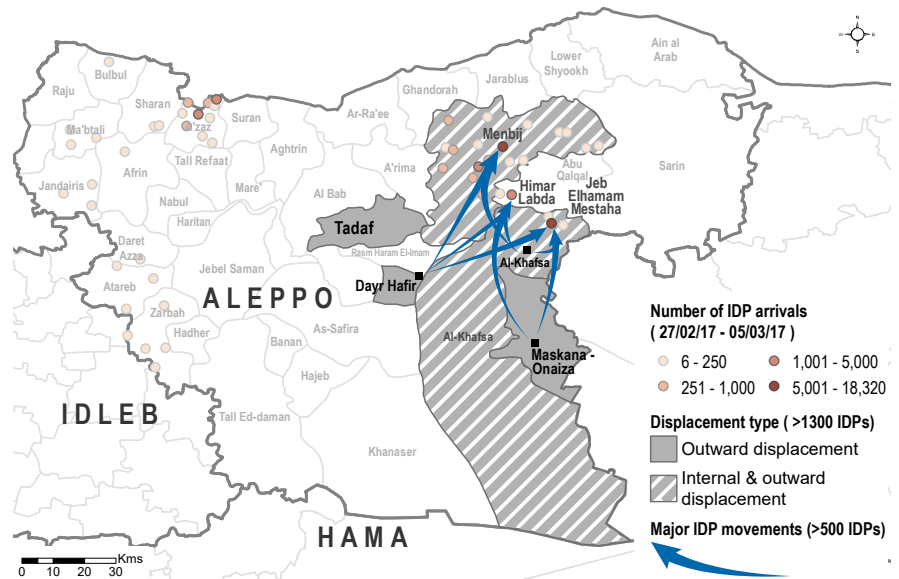 N
W E
S
Bulbul
Raju
Sharan
A'zaz
Suran
Ma'btali
Afrin
Tall Refaat
Aghtrin
Mare'
Jandairis
Nabul
Haritan
Daret
Azza
Atareb
Zarbah
Hadher
Jebel Saman
ALEPPO
Ghandorah
Jarablus
Lower
Shyookh
Ain al
Arab
Ar-Ra'ee
Menbij
A'rima
Al Bab
Abu
Qalqal
Sarin
Himar
Labda
Jeb
Elhamam
Mestaha
Tadaf
Rasm Haram El-Imam
Al-Khafsa
Dayr Hafir
As-Safira
Banan
Al-Khafsa
Maskana -
Onaiza
Hajeb
IDLEB
Tall Ed-daman
Khanaser
HAMA
Kms
0 10 20 30
Number of IDP arrivals
( 27/02/17 - 05/03/17 )
6 - 250
1,001 - 5,000
251 - 1,000
5,001 - 18,320
Displacement type ( >1300 IDPs)
Outward displacement
Internal & outward
displacement
Major IDP movements (>500 IDPs)